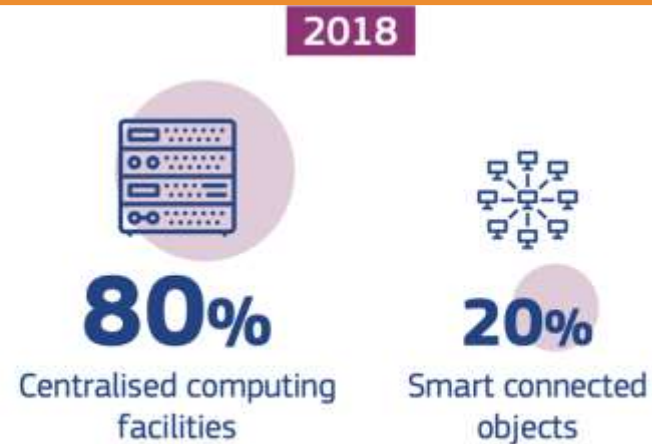 2018
80%
Centralised computing
facilities
20%
Smart connected
objects